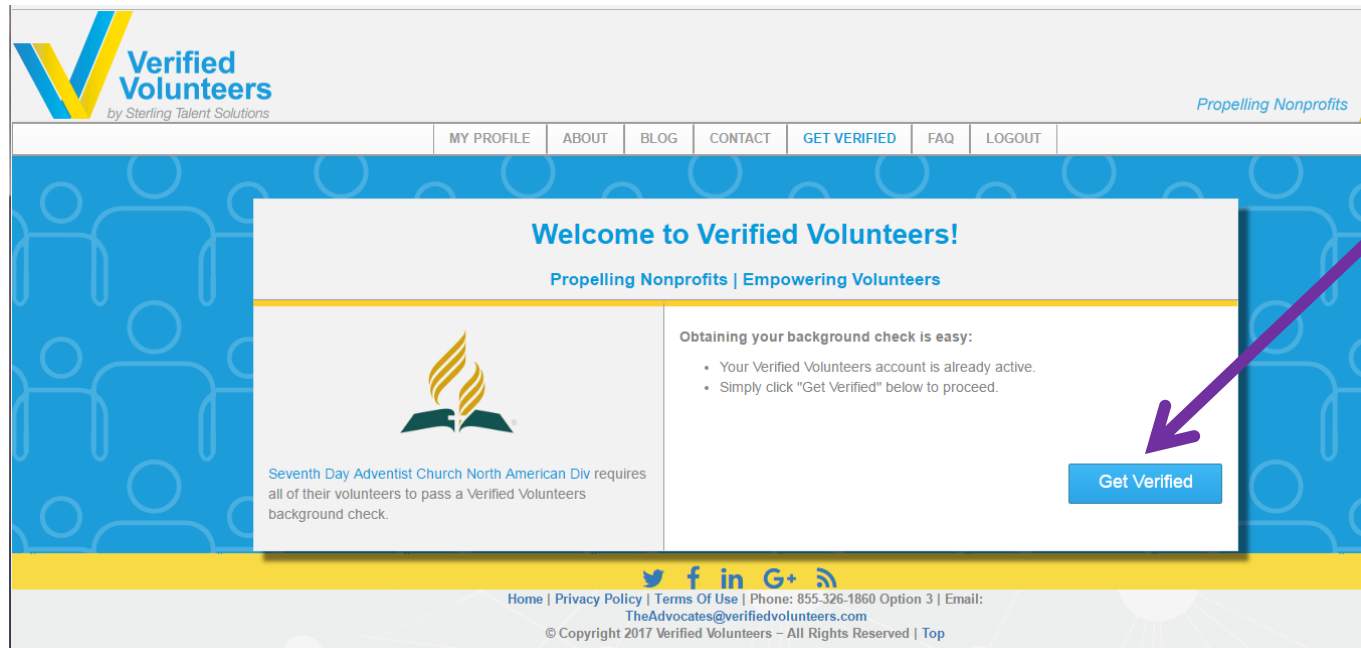 Verified
Volunteers
by Sterling Talent Solutions
Propelling Nonprofits
MY PROFILE ABOUT BLOG CONTACT GET VERIFIED FAQ LOGOUT
Welcome to Verified Volunteers!
Propelling Nonprofits | Empowering Volunteers
Seventh Day Adventist Church North American Div requires
all of their volunteers to pass a Verified Volunteers
background check.
Obtaining your background check is easy:
• Your Verified Volunteers account is already active.
• Simply click "Get Verified" below to proceed.
Get Verified
Home | Privacy Policy | Terms Of Use | Phone: 855-326-1860 Option 3 | Email:
TheAdvocates@verifiedvolunteers.com
© Copyright 2017 Verified Volunteers – All Rights Reserved | Top